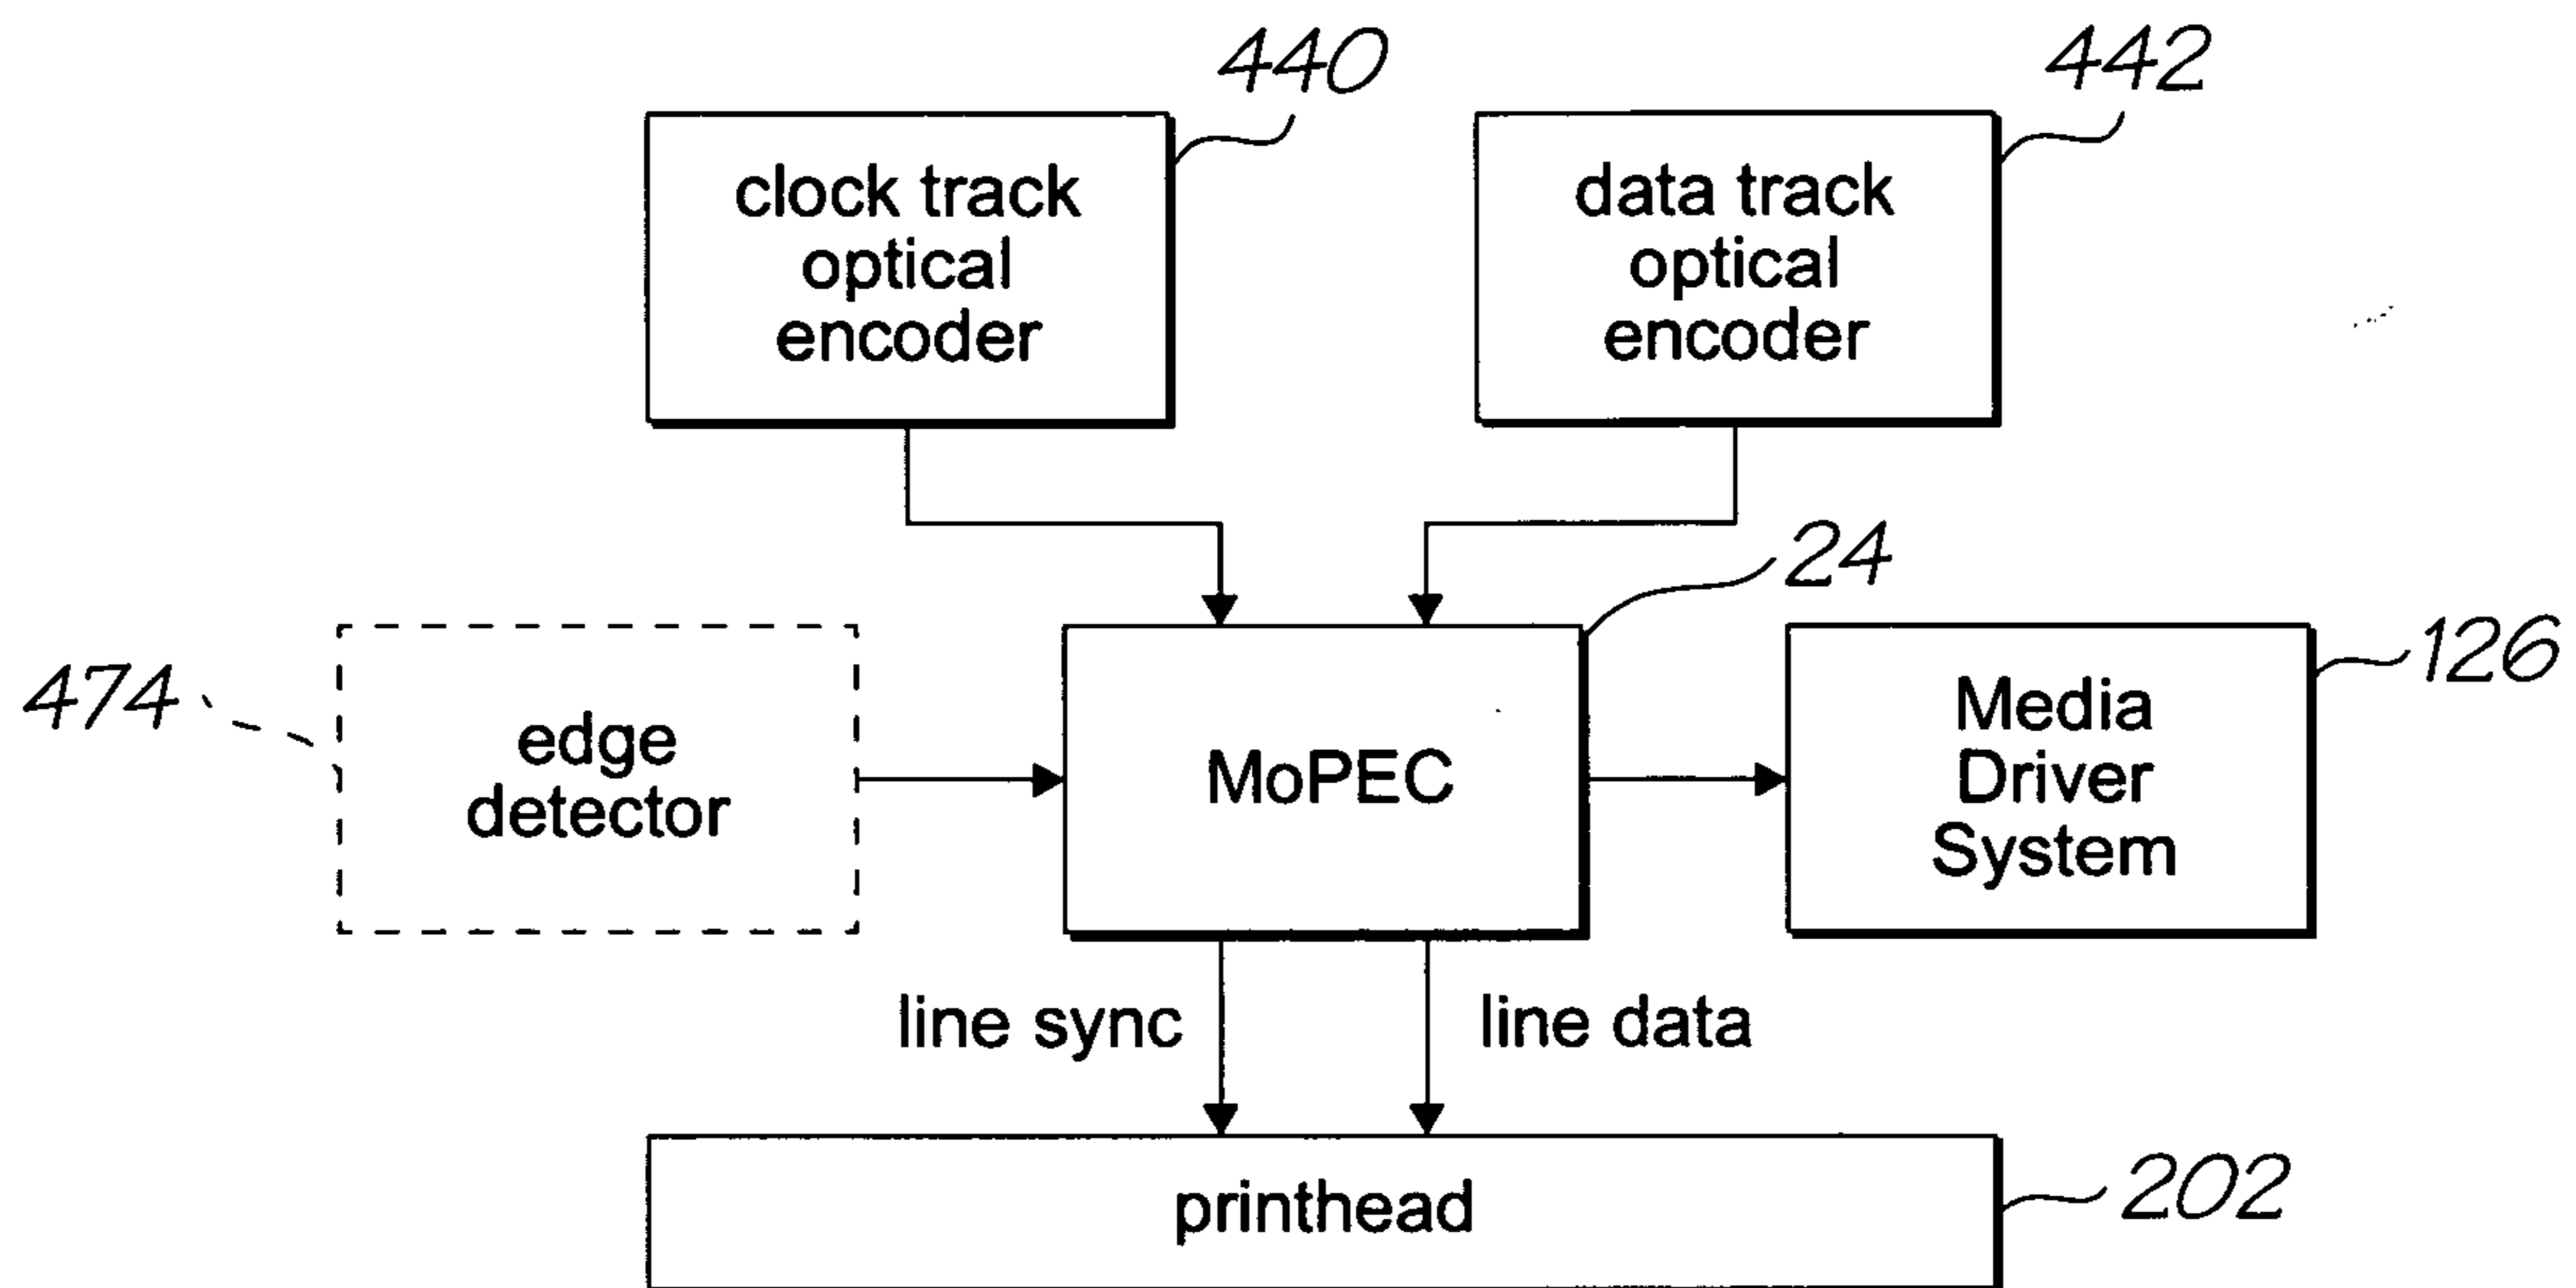 440
442
clock track
optical
encoder
data track
optical
encoder
24
126
474
edge
detector
MoPEC
Media
Driver
System
line sync
line data
printhead
202